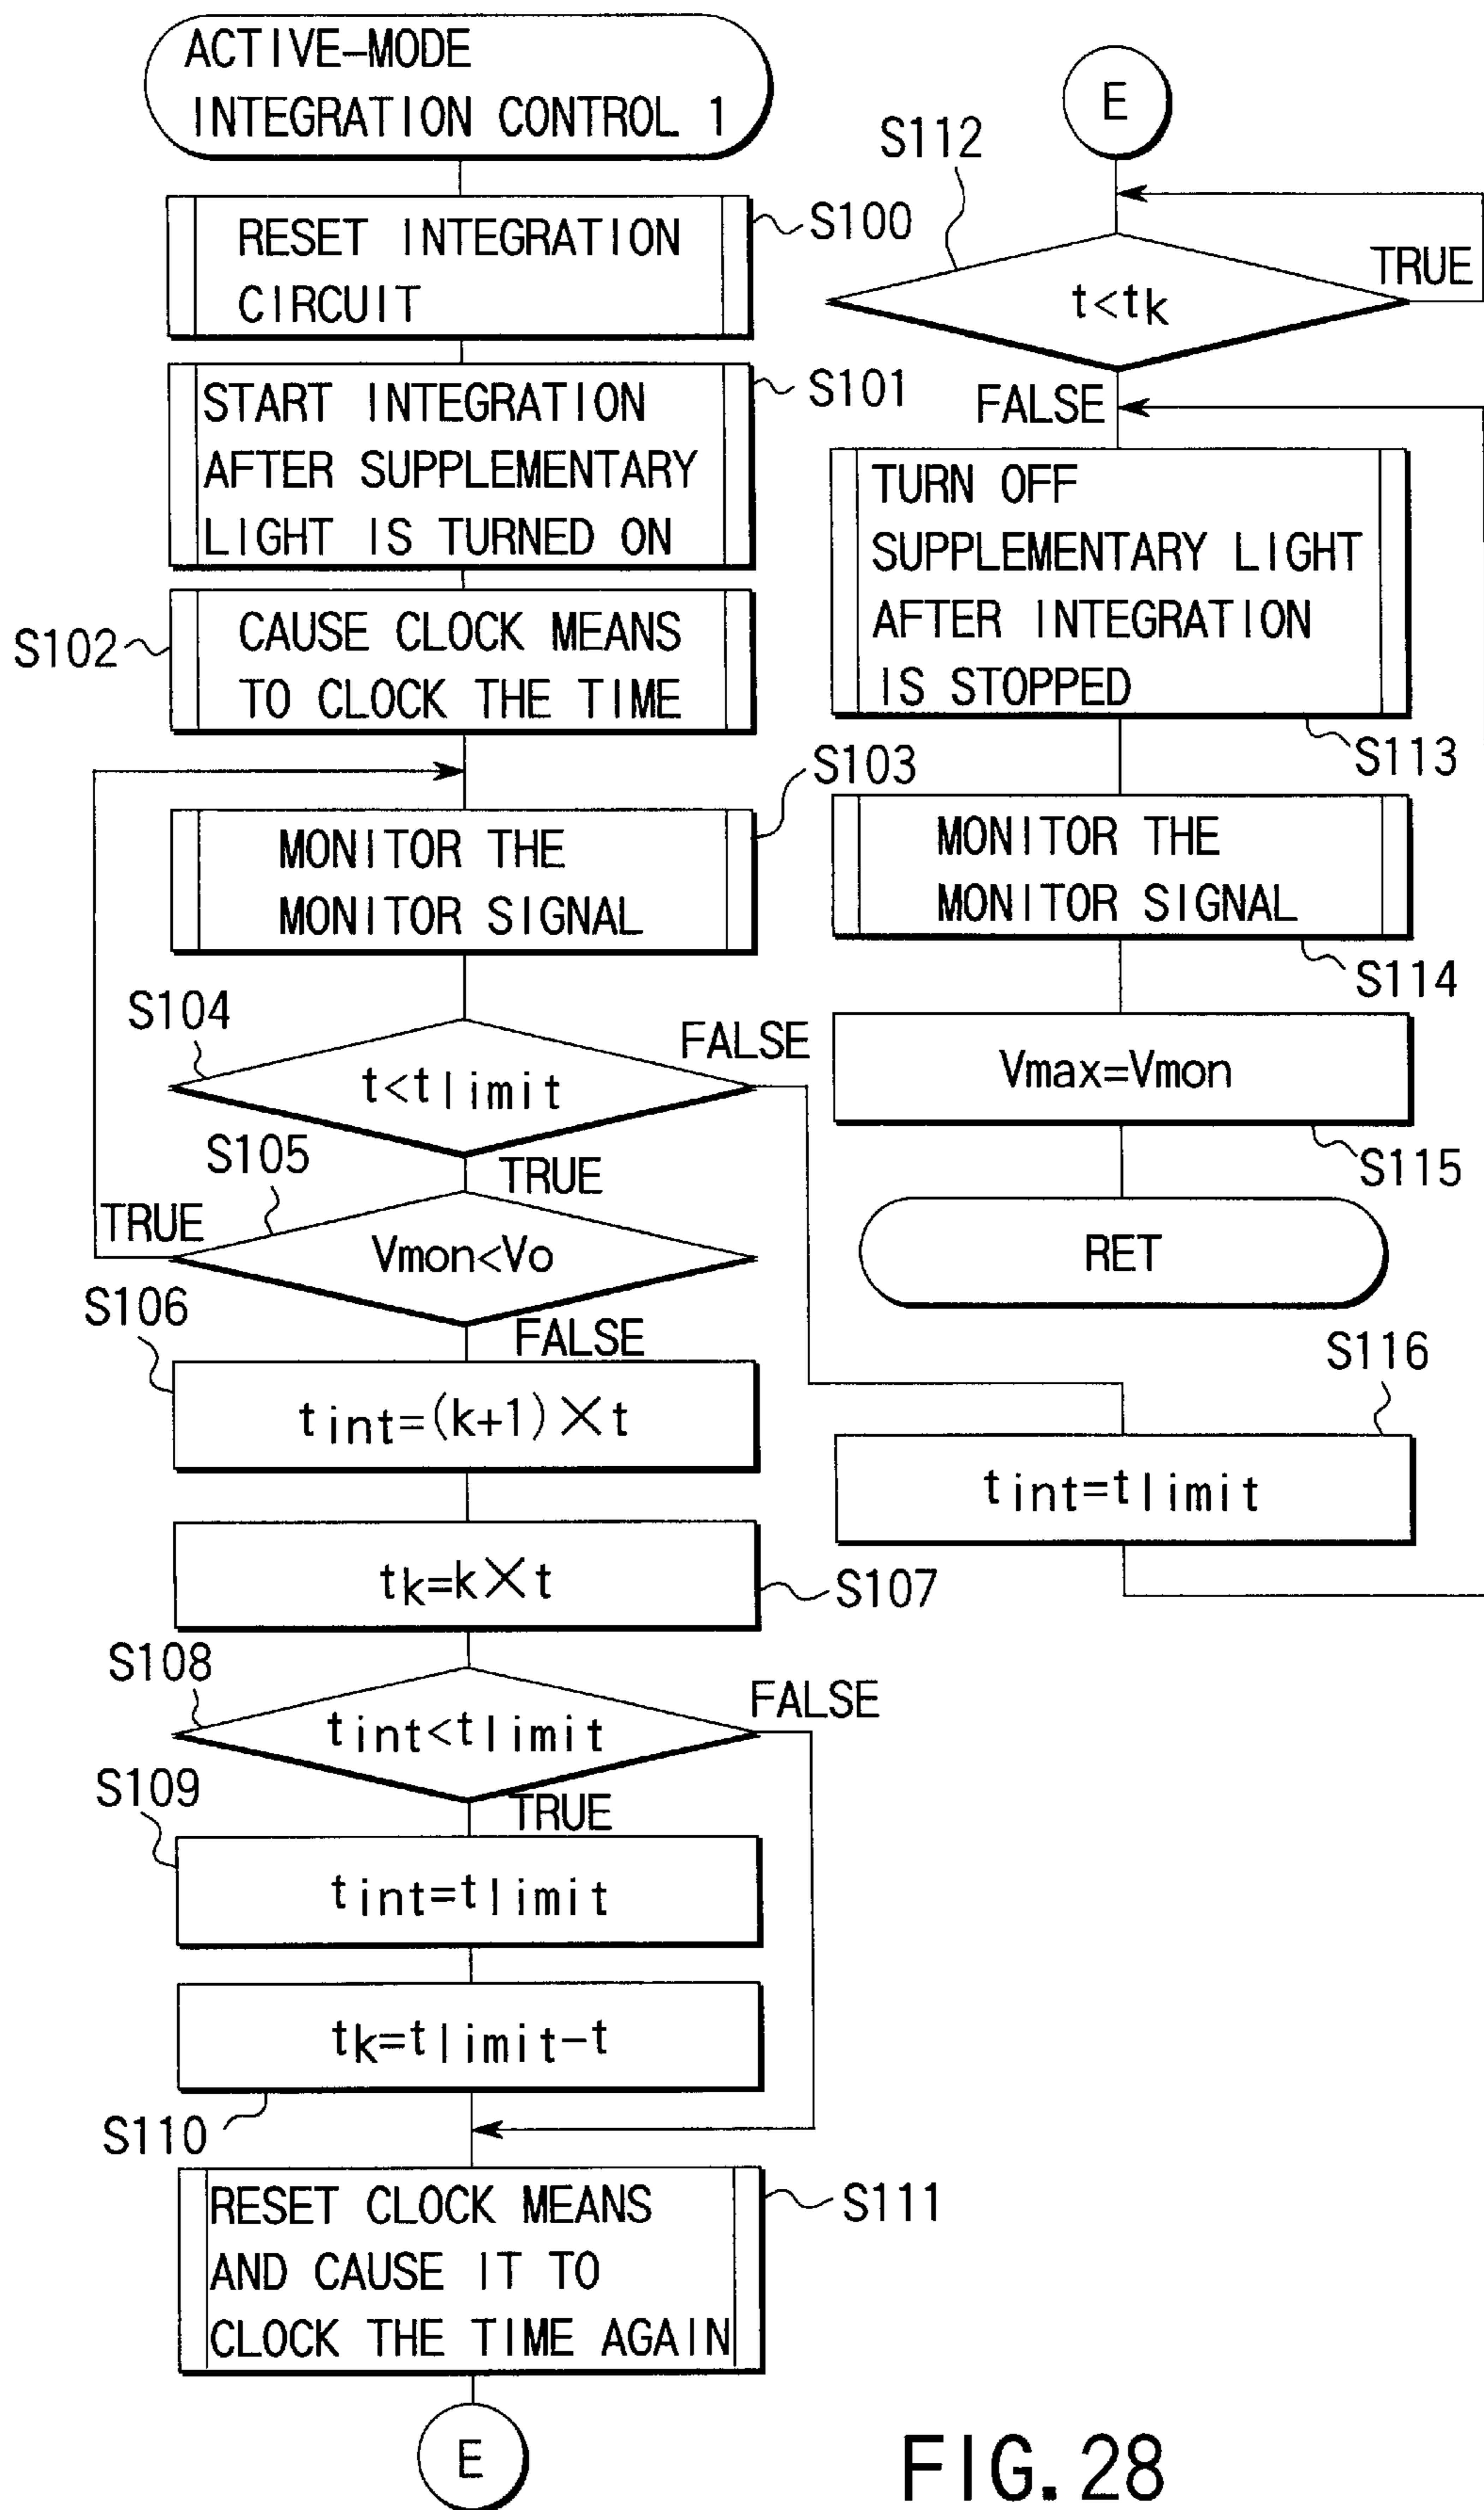 ACTIVE-MODE
INTEGRATION CONTROL 1
RESET INTEGRATION
CIRCUIT
S100
START INTEGRATION
AFTER SUPPLEMENTARY
LIGHT IS TURNED ON
S101
S102
CAUSE CLOCK MEANS
TO CLOCK THE TIME
S103
MONITOR THE
MONITOR SIGNAL
S104
t<tlimit
FALSE
TRUE
S105
TRUE
Vmon<Vo
FALSE
S106
tint=(k+1)×t
tk=k×t
S107
S108
tint<tlimit
FALSE
TRUE
S109
tint=tlimit
tk=tlimit-t
S110
RESET CLOCK MEANS
AND CAUSE IT TO
CLOCK THE TIME AGAIN
S111
E
E
S112
t<tk
TRUE
FALSE
TURN OFF
SUPPLEMENTARY LIGHT
AFTER INTEGRATION
IS STOPPED
S113
MONITOR THE
MONITOR SIGNAL
S114
Vmax=Vmon
S115
RET
S116
tint=tlimit
FIG.28